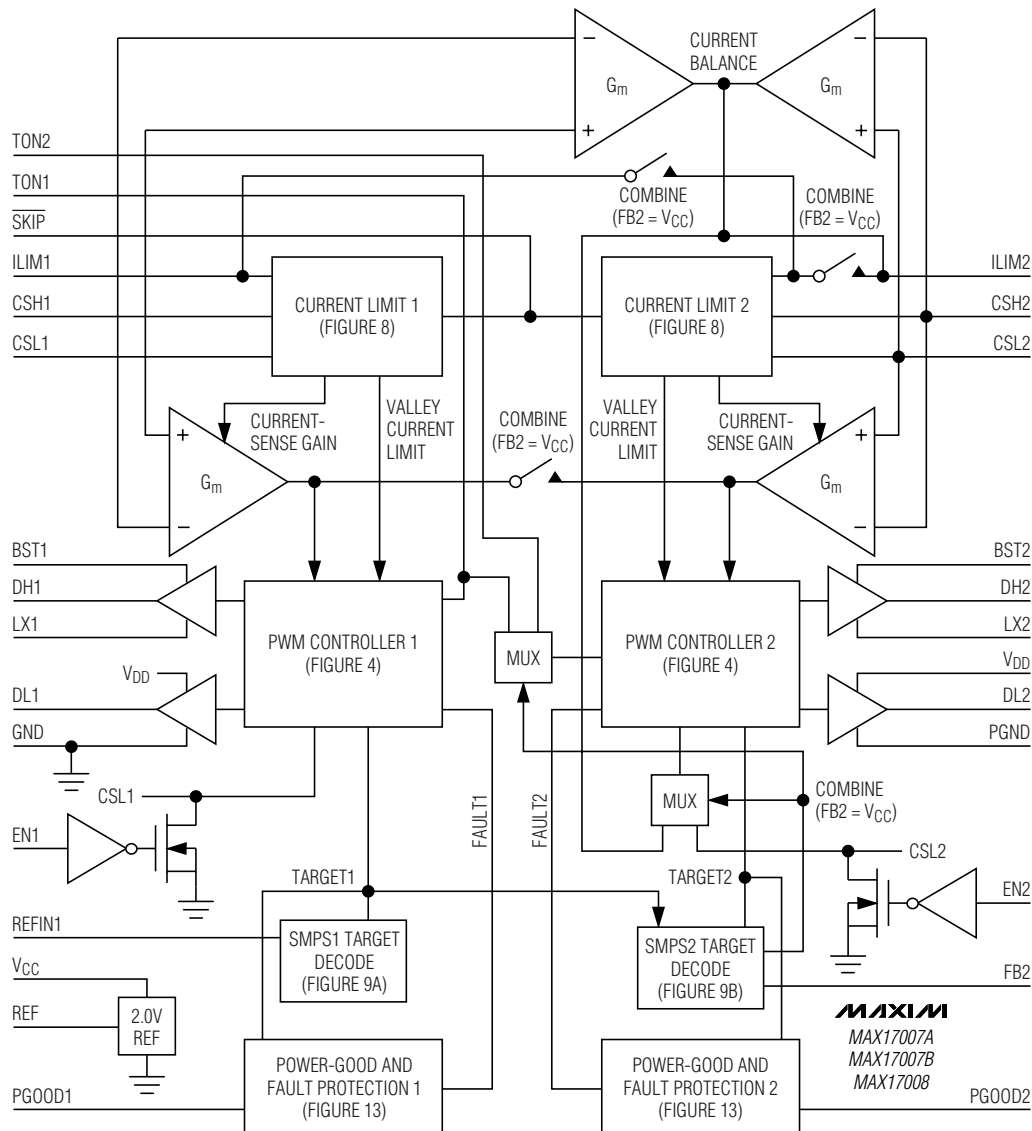 CURRENT
BALANCE
−
−
Gm
Gm
+
+
TON2
TON1
SKIP
ILIM1
CSH1
CSL1
COMBINE
(FB2 = VCC)
COMBINE
(FB2 = VCC)
ILIM2
CSH2
CSL2
CURRENT LIMIT 1
(FIGURE 8)
CURRENT LIMIT 2
(FIGURE 8)
CURRENT-
SENSE GAIN
VALLEY
CURRENT
LIMIT
COMBINE
(FB2 = VCC)
VALLEY
CURRENT
LIMIT
CURRENT-
SENSE GAIN
+
Gm
−
+
Gm
−
BST1
DH1
LX1
VDD
DL1
GND
PWM CONTROLLER 1
(FIGURE 4)
MUX
PWM CONTROLLER 2
(FIGURE 4)
BST2
DH2
LX2
VDD
DL2
PGND
CSL1
EN1
FAULT1
FAULT2
MUX
COMBINE
(FB2 = VCC)
CSL2
EN2
TARGET1
TARGET2
REFIN1
SMPS1 TARGET
DECODE
(FIGURE 9A)
SMPS2 TARGET
DECODE
(FIGURE 9B)
FB2
VCC
REF
2.0V
REF
MAXIM
MAX17007A
MAX17007B
MAX17008
POWER-GOOD AND
FAULT PROTECTION 1
(FIGURE 13)
POWER-GOOD AND
FAULT PROTECTION 2
(FIGURE 13)
PGOOD1
PGOOD2